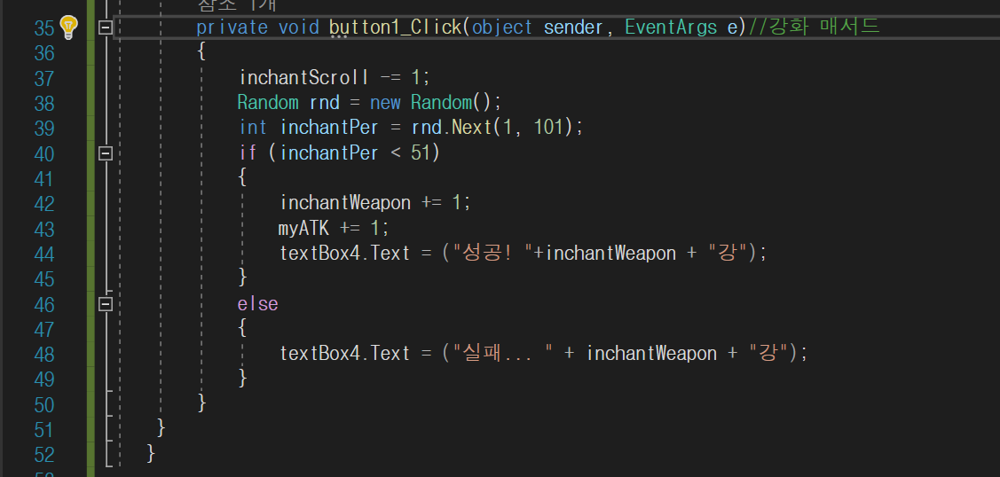 참조 1개
35 private void button1_Click(object sender, EventArgs e)//강화 매서드
36 {
37 inchantScroll -= 1;
38 Random rnd = new Random();
39 int inchantPer = rnd.Next(1, 101);
40 if (inchantPer < 51)
41 {
42 inchantWeapon += 1;
43 myATK += 1;
44 textBox4.Text = ("성공! "+inchantWeapon + "강");
45 }
46 else
47 {
48 textBox4.Text = ("실패... " + inchantWeapon + "강");
49 }
50 }
51 }
52 }